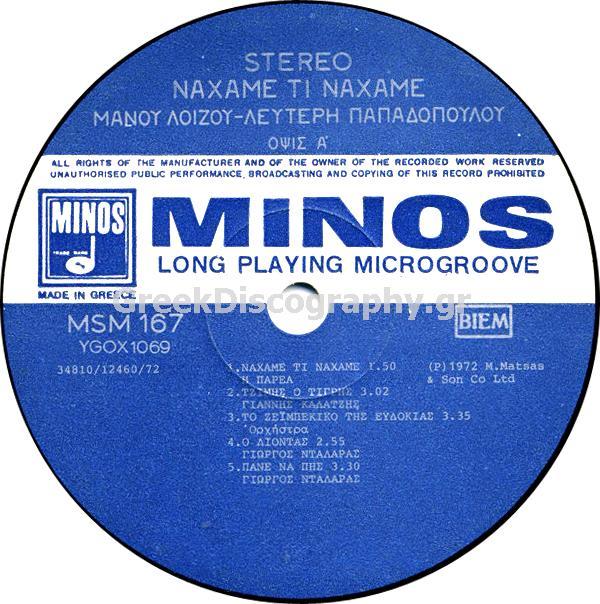 STEREO
ΝΑΧΑΜΕ ΤΙ ΝΑΧΑΜΕ
ΜΑΝΟΥ ΛΟΙΖΟΥ-ΛΕΥΤΕΡΗ ΠΑΠΑΔΟΠΟΥΛΟΥ
ΟΨΙΣ Α'
ALL RIGHTS OF THE MANUFACTURER AND OF THE OWNER OF THE RECORDED WORK RESERVED
UNAUTHORISED PUBLIC PERFORMANCE, BROADCASTING AND COPYING OF THIS RECORD PROHIBITED
MINOS
TRADE MARK
MINOS
LONG PLAYING MICROGROOVE
MADE IN GREECE
GreekDiscography.gr
MSM 167
YGOX1069
34810/12460/72
BIEM
(P)1972 M.Matsas
& Son Co Ltd
1.ΝΑΧΑΜΕ ΤΙ ΝΑΧΑΜΕ 1.50
Η ΠΑΡΕΑ
2.ΤΖΙΜΗΣ Ο ΤΙΓΡΗΣ 3.02
ΓΙΑΝΝΗΣ ΚΑΛΑΤΖΗΣ
3.ΤΟ ΖΕΪΜΠΕΚΙΚΟ ΤΗΣ ΕΥΔΟΚΙΑΣ 3.35
Ὀρχήστρα
4.Ο ΛΙΟΝΤΑΣ 2.55
ΓΙΩΡΓΟΣ ΝΤΑΛΑΡΑΣ
5.ΠΑΝΕ ΝΑ ΠΗΣ 3.30
ΓΙΩΡΓΟΣ ΝΤΑΛΑΡΑΣ